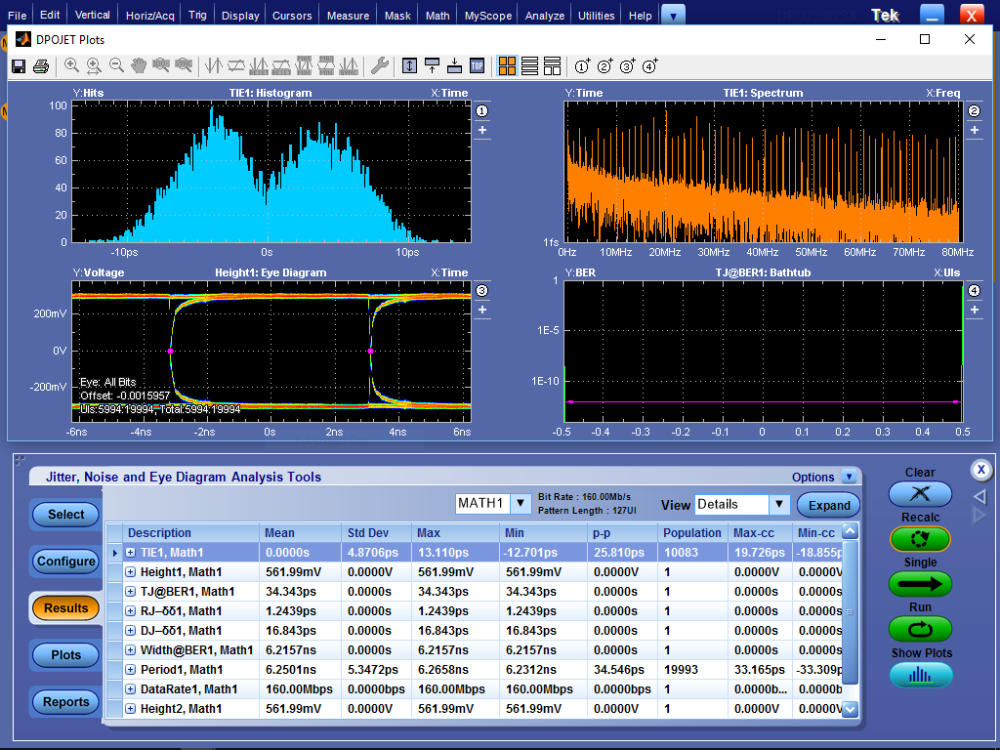 File Edit Vertical Horiz/Acq Trig Display Cursors Measure Mask Math MyScope Analyze Utilities Help Tek X
DPOJET Plots
TOP 1+ 2+ 3+ 4+
Y:Hits TIE1: Histogram X:Time
100
80
60
40
20
0
-10ps 0s 10ps
1
+
Y:Time TIE1: Spectrum X:Freq
1fs
0Hz 10MHz 20MHz 30MHz 40MHz 50MHz 60MHz 70MHz 80MHz
2
+
Y:Voltage Height1: Eye Diagram X:Time
200mV
0V
-200mV
Eye: All Bits
Offset: -0.0015957
UIs:5994:19994, Total:5994:19994
-6ns -4ns -2ns 0s 2ns 4ns 6ns
3
+
Y:BER TJ@BER1: Bathtub X:UIs
1
1E-5
1E-10
-0.5 -0.4 -0.3 -0.2 -0.1 0 0.1 0.2 0.3 0.4 0.5
4
+
Jitter, Noise and Eye Diagram Analysis Tools Options
X
Select
Configure
Results
Plots
Reports
MATH1 Bit Rate : 160.00Mb/s
Pattern Length : 127UI
View Details Expand
Description Mean Std Dev Max Min p-p Population Max-cc Min-cc
TIE1, Math1 0.0000s 4.8706ps 13.110ps -12.701ps 25.810ps 10083 19.726ps -18.855p
Height1, Math1 561.99mV 0.0000V 561.99mV 561.99mV 0.0000V 1 0.0000V 0.0000V
TJ@BER1, Math1 34.343ps 0.0000s 34.343ps 34.343ps 0.0000s 1 0.0000s 0.0000s
RJ–δδ1, Math1 1.2439ps 0.0000s 1.2439ps 1.2439ps 0.0000s 1 0.0000s 0.0000s
DJ–δδ1, Math1 16.843ps 0.0000s 16.843ps 16.843ps 0.0000s 1 0.0000s 0.0000s
Width@BER1, Math1 6.2157ns 0.0000s 6.2157ns 6.2157ns 0.0000s 1 0.0000s 0.0000s
Period1, Math1 6.2501ns 5.3472ps 6.2658ns 6.2312ns 34.546ps 19993 33.165ps -33.309p
DataRate1, Math1 160.00Mbps 0.0000bps 160.00Mbps 160.00Mbps 0.0000bps 1 0.0000b... 0.0000b
Height2, Math1 561.99mV 0.0000V 561.99mV 561.99mV 0.0000V 1 0.0000V 0.0000V
Clear
Recalc
Single
Run
Show Plots